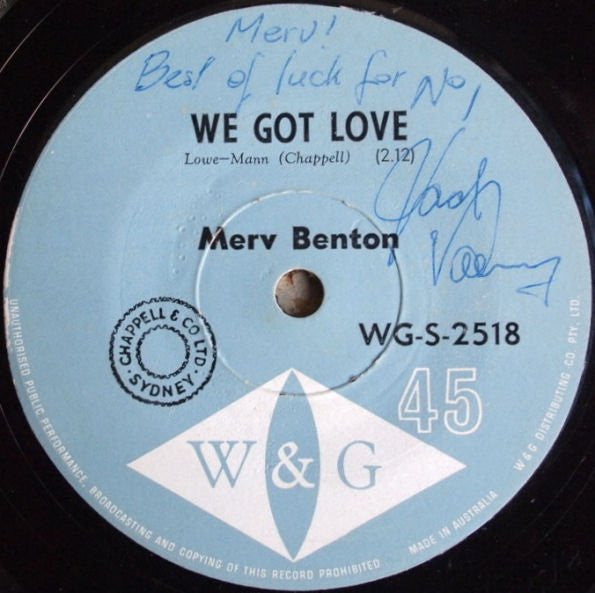 Merv!
Best of luck for No 1
WE GOT LOVE
Lowe—Mann (Chappell) (2.12)
Merv Benton
CHAPPELL & CO LTD.
· SYDNEY ·
WG-S-2518
45
W & G
UNAUTHORISED PUBLIC PERFORMANCE, BROADCASTING AND COPYING OF THIS RECORD PROHIBITED
MADE IN AUSTRALIA
W & G DISTRIBUTING CO PTY. LTD.